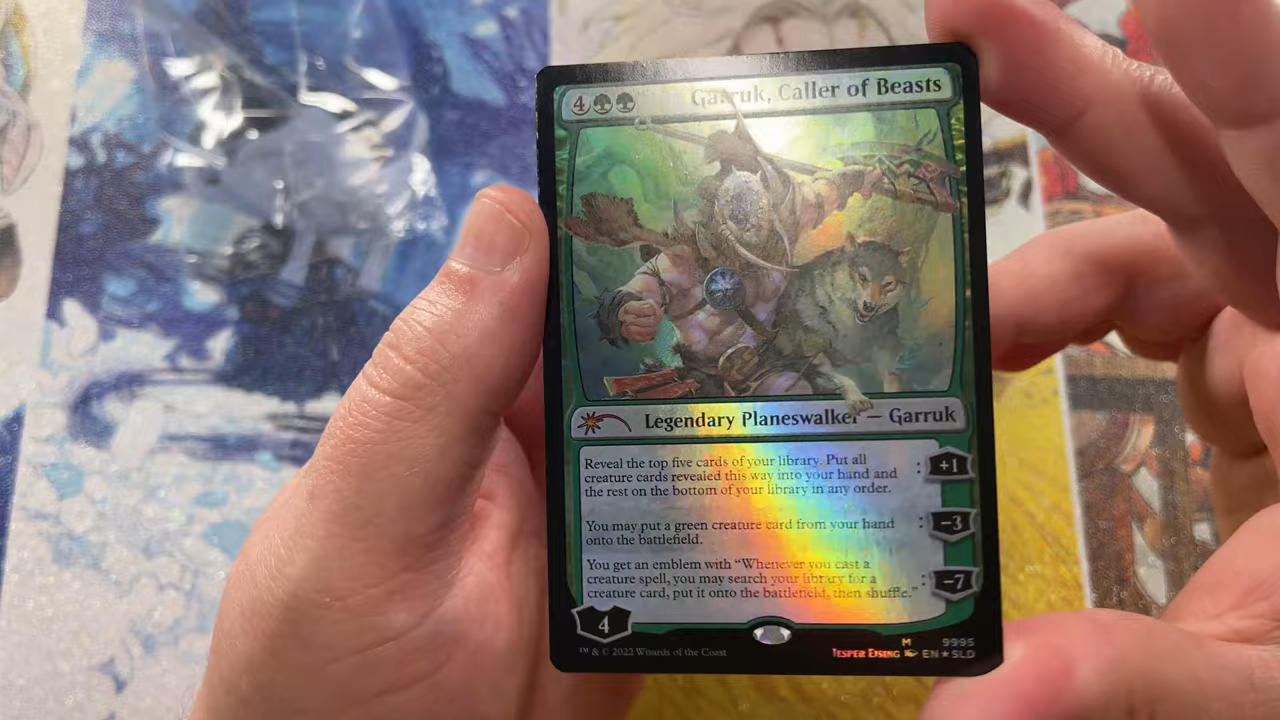 4 Garruk, Caller of Beasts
Legendary Planeswalker — Garruk
Reveal the top five cards of your library. Put all
creature cards revealed this way into your hand and
the rest on the bottom of your library in any order.
: +1
You may put a green creature card from your hand
onto the battlefield.
: −3
You get an emblem with “Whenever you cast a
creature spell, you may search your library for a
creature card, put it onto the battlefield, then shuffle.”
: −7
4
™ & © 2022 Wizards of the Coast
M 9995
Jesper Ejsing EN★SLD